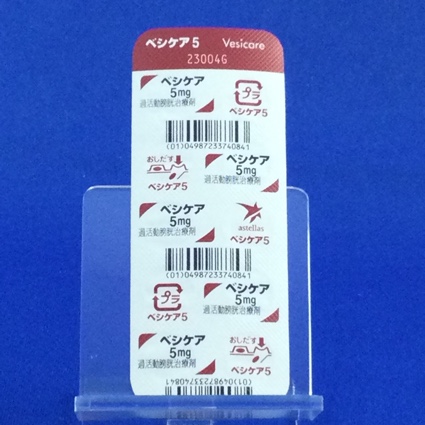 ベシケア5 Vesicare
23004G
ベシケア
5mg
過活動膀胱治療剤
プラ
ベシケア5
(01)04987233740841
おしだす
ベシケア5
ベシケア
5mg
過活動膀胱治療剤
ベシケア
5mg
過活動膀胱治療剤
astellas
ベシケア5
(01)04987233740841
プラ
ベシケア5
ベシケア
5mg
過活動膀胱治療剤
ベシケア
5mg
過活動膀胱治療剤
おしだす
ベシケア5
(01)04987233740841